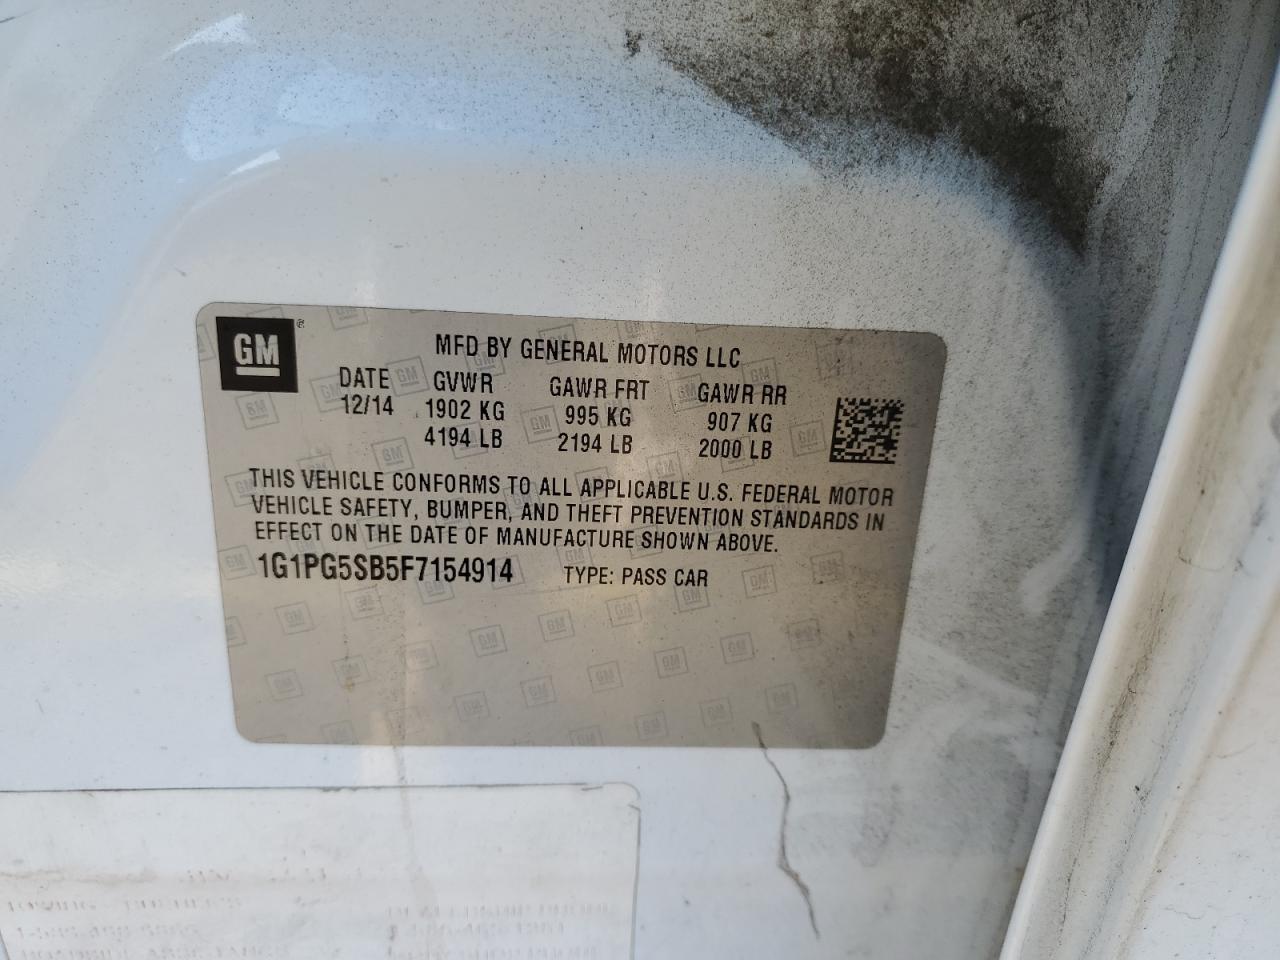 GM®
MFD BY GENERAL MOTORS LLC
DATE GVWR GAWR FRT GAWR RR
12/14 1902 KG 995 KG 907 KG
4194 LB 2194 LB 2000 LB
THIS VEHICLE CONFORMS TO ALL APPLICABLE U.S. FEDERAL MOTOR
VEHICLE SAFETY, BUMPER, AND THEFT PREVENTION STANDARDS IN
EFFECT ON THE DATE OF MANUFACTURE SHOWN ABOVE.
1G1PG5SB5F7154914 TYPE: PASS CAR